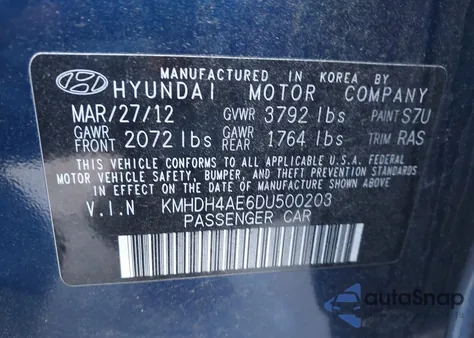 MANUFACTURED IN KOREA BY
HYUNDAI MOTOR COMPANY
MAR/27/12 GVWR 3792 lbs PAINT S7U
GAWR FRONT 2072 lbs GAWR REAR 1764 lbs TRIM RAS
THIS VEHICLE CONFORMS TO ALL APPLICABLE U.S.A. FEDERAL
MOTOR VEHICLE SAFETY, BUMPER, AND THEFT PREVENTION STANDARDS
IN EFFECT ON THE DATE OF MANUFACTURE SHOWN ABOVE.
V.I.N KMHDH4AE6DU500203
PASSENGER CAR
autoSnap